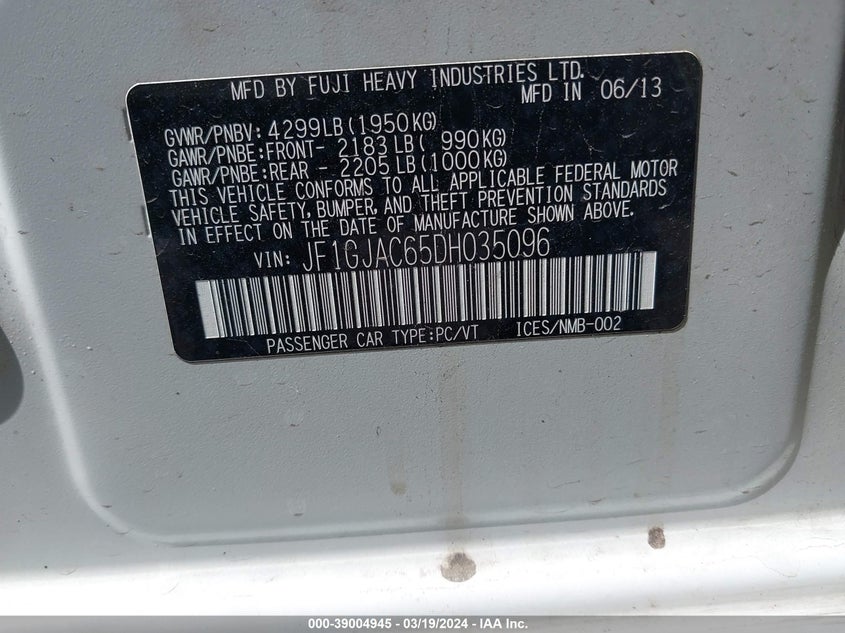 MFD BY FUJI HEAVY INDUSTRIES LTD.
MFD IN 06/13
GVWR/PNBV: 4299LB(1950KG)
GAWR/PNBE:FRONT- 2183LB( 990KG)
GAWR/PNBE:REAR - 2205LB(1000KG)
THIS VEHICLE CONFORMS TO ALL APPLICABLE FEDERAL MOTOR
VEHICLE SAFETY, BUMPER, AND THEFT PREVENTION STANDARDS
IN EFFECT ON THE DATE OF MANUFACTURE SHOWN ABOVE.
VIN: JF1GJAC65DH035096
PASSENGER CAR TYPE:PC/VT ICES/NMB-002
000-39004945 - 03/19/2024 - IAA Inc.